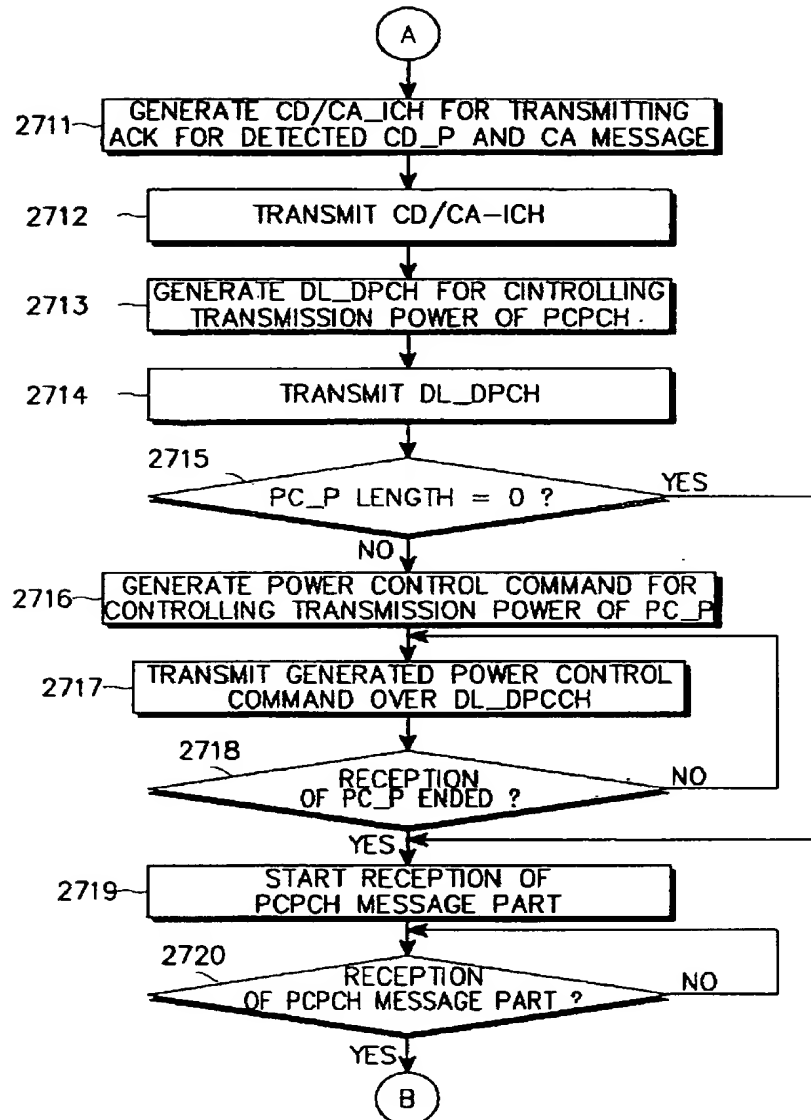 A
2711
GENERATE CD/CA_ICH FOR TRANSMITTING
ACK FOR DETECTED CD_P AND CA MESSAGE
2712
TRANSMIT CD/CA-ICH
2713
GENERATE DL_DPCH FOR CINTROLLING
TRANSMISSION POWER OF PCPCH
2714
TRANSMIT DL_DPCH
2715
PC_P LENGTH = 0 ?
YES
NO
2716
GENERATE POWER CONTROL COMMAND FOR
CONTROLLING TRANSMISSION POWER OF PC_P
2717
TRANSMIT GENERATED POWER CONTROL
COMMAND OVER DL_DPCCH
2718
RECEPTION
OF PC_P ENDED ?
NO
YES
2719
START RECEPTION OF
PCPCH MESSAGE PART
2720
RECEPTION
OF PCPCH MESSAGE PART ?
NO
YES
B